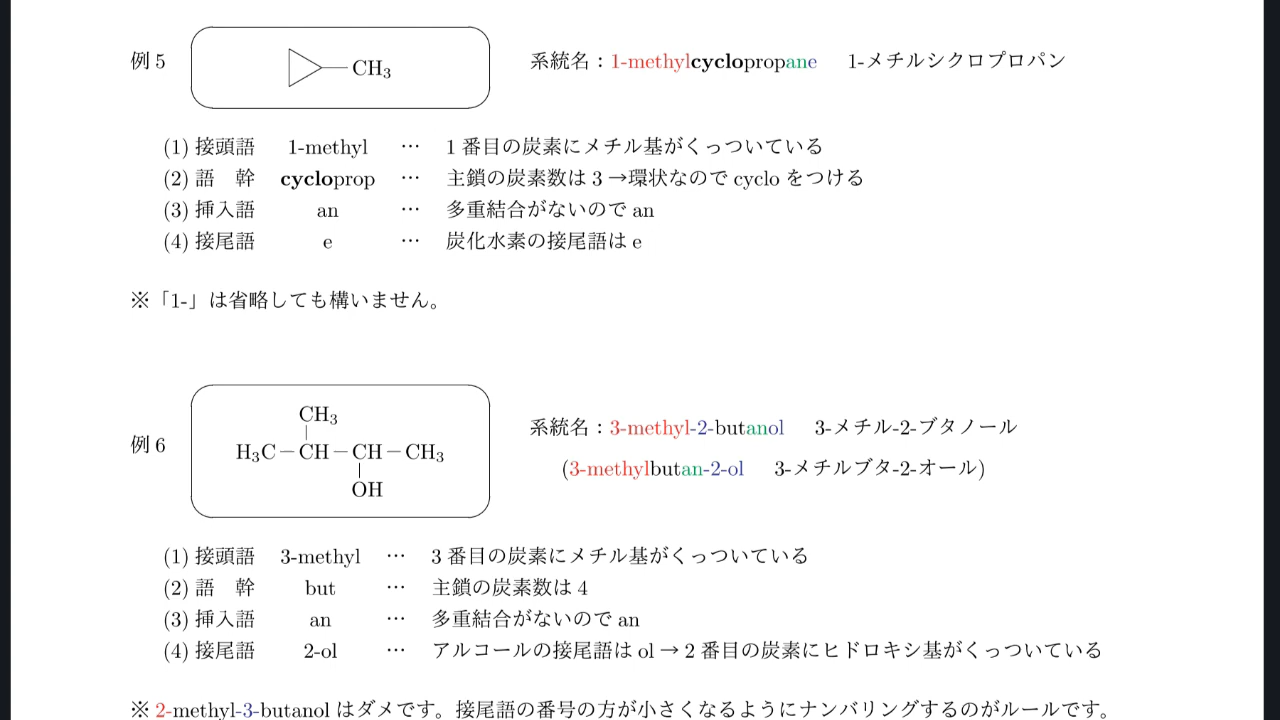 例 5
CH₃
系統名：1-methylcyclopropane 1-メチルシクロプロパン
(1) 接頭語 1-methyl … 1 番目の炭素にメチル基がくっついている
(2) 語 幹 cycloprop … 主鎖の炭素数は 3 →環状なので cyclo をつける
(3) 挿入語 an … 多重結合がないので an
(4) 接尾語 e … 炭化水素の接尾語は e
※「1-」は省略しても構いません。
例 6
CH₃
H₃C－CH－CH－CH₃
OH
系統名：3-methyl-2-butanol 3-メチル-2-ブタノール
(3-methylbutan-2-ol 3-メチルブタ-2-オール)
(1) 接頭語 3-methyl … 3 番目の炭素にメチル基がくっついている
(2) 語 幹 but … 主鎖の炭素数は 4
(3) 挿入語 an … 多重結合がないので an
(4) 接尾語 2-ol … アルコールの接尾語は ol → 2 番目の炭素にヒドロキシ基がくっついている
※ 2-methyl-3-butanol はダメです。接尾語の番号の方が小さくなるようにナンバリングするのがルールです。